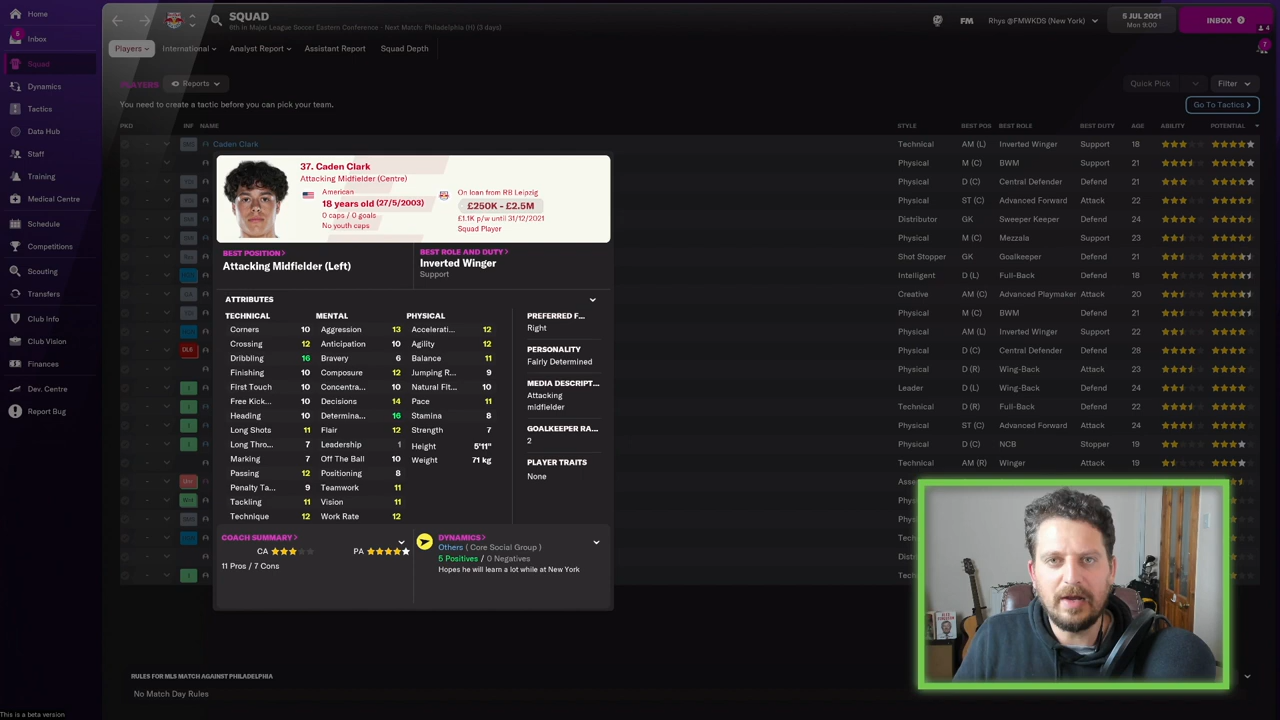 Home
SQUAD
6th in Major League Soccer Eastern Conference - Next Match: Philadelphia (H) (3 days)
FM
Rhys @FMWKDS (New York)
5 JUL 2021
Mon 9:00
INBOX
4
6
Inbox
Squad
Dynamics
Tactics
Data Hub
Staff
Training
Medical Centre
Schedule
Competitions
Scouting
Transfers
Club Info
Club Vision
Finances
Dev. Centre
Report Bug
This is a beta version
Players
International
Analyst Report
Assistant Report
Squad Depth
7
PLAYERS
Reports
Quick Pick
Filter
You need to create a tactic before you can pick your team.
Go To Tactics
PKD INF NAME STYLE BEST POS BEST ROLE BEST DUTY AGE ABILITY POTENTIAL
Caden Clark Technical AM (L) Inverted Winger Support 18
Physical M (C) BWM Support 21
Physical D (C) Central Defender Defend 21
Physical ST (C) Advanced Forward Attack 22
Distributor GK Sweeper Keeper Defend 24
Physical M (C) Mezzala Support 23
Shot Stopper GK Goalkeeper Defend 21
Intelligent D (L) Full-Back Defend 18
Creative AM (C) Advanced Playmaker Attack 20
Physical M (C) BWM Defend 22
Physical AM (L) Inverted Winger Support 22
Physical D (C) Central Defender Defend 28
Physical D (R) Wing-Back Attack 23
Leader D (L) Wing-Back Defend 24
Technical D (R) Full-Back Defend 22
Physical ST (C) Advanced Forward Attack 24
Physical D (C) NCB Stopper 19
Technical AM (R) Winger Attack 19
37. Caden Clark
Attacking Midfielder (Centre)
American
18 years old (27/5/2003)
0 caps / 0 goals
No youth caps
On loan from RB Leipzig
£250K - £2.5M
£1.1K p/w until 31/12/2021
Squad Player
BEST POSITION
Attacking Midfielder (Left)
BEST ROLE AND DUTY
Inverted Winger
Support
ATTRIBUTES
TECHNICAL
Corners 10
Crossing 12
Dribbling 16
Finishing 10
First Touch 10
Free Kick... 10
Heading 10
Long Shots 11
Long Thro... 7
Marking 7
Passing 12
Penalty Ta... 9
Tackling 11
Technique 12
MENTAL
Aggression 13
Anticipation 10
Bravery 6
Composure 12
Concentra... 10
Decisions 14
Determina... 16
Flair 12
Leadership 1
Off The Ball 10
Positioning 8
Teamwork 11
Vision 11
Work Rate 12
PHYSICAL
Accelerati... 12
Agility 12
Balance 11
Jumping R... 9
Natural Fit... 10
Pace 11
Stamina 8
Strength 7
Height 5'11"
Weight 71 kg
PREFERRED F...
Right
PERSONALITY
Fairly Determined
MEDIA DESCRIPT...
Attacking
midfielder
GOALKEEPER RA...
2
PLAYER TRAITS
None
COACH SUMMARY
CA PA
11 Pros / 7 Cons
DYNAMICS
Others ( Core Social Group )
5 Positives / 0 Negatives
Hopes he will learn a lot while at New York
RULES FOR MLS MATCH AGAINST PHILADELPHIA
No Match Day Rules